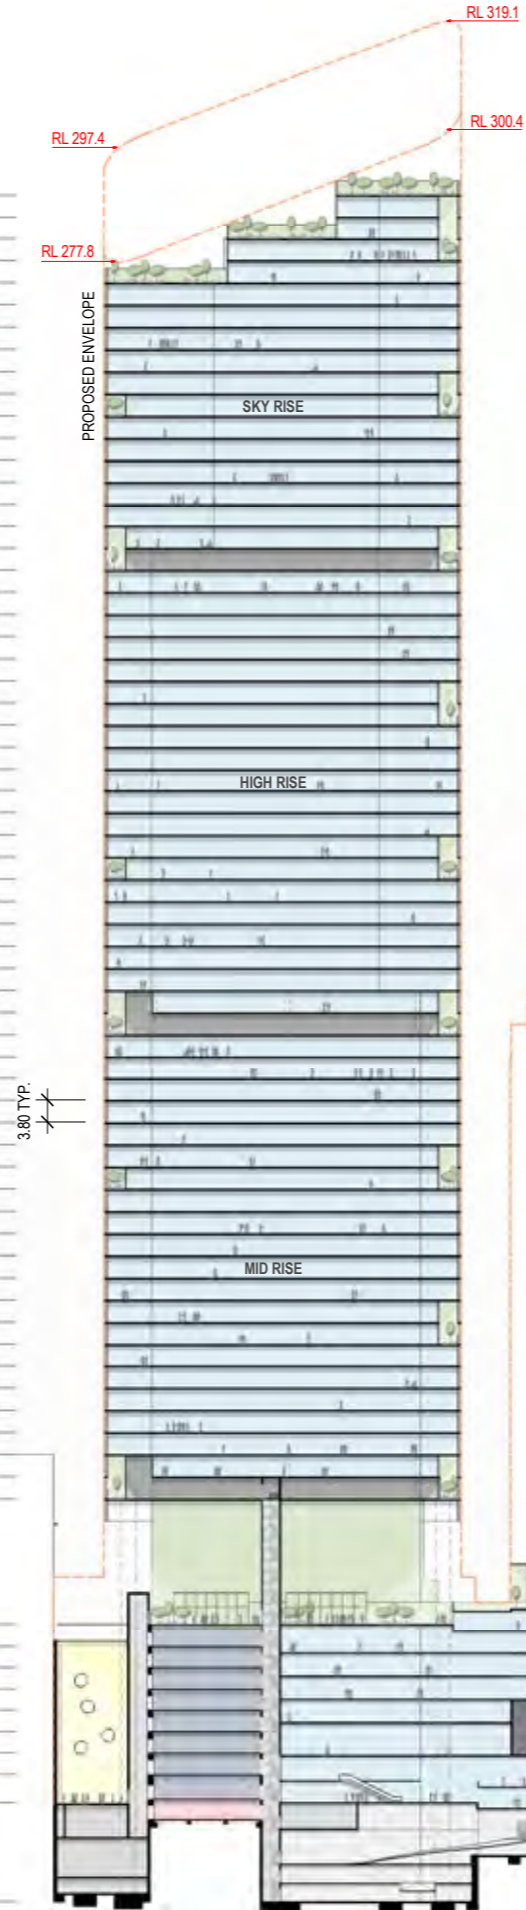 RL 319.1
RL 300.4
RL 297.4
RL 277.8
PROPOSED ENVELOPE
SKY RISE
HIGH RISE
3.80 TYP.
MID RISE